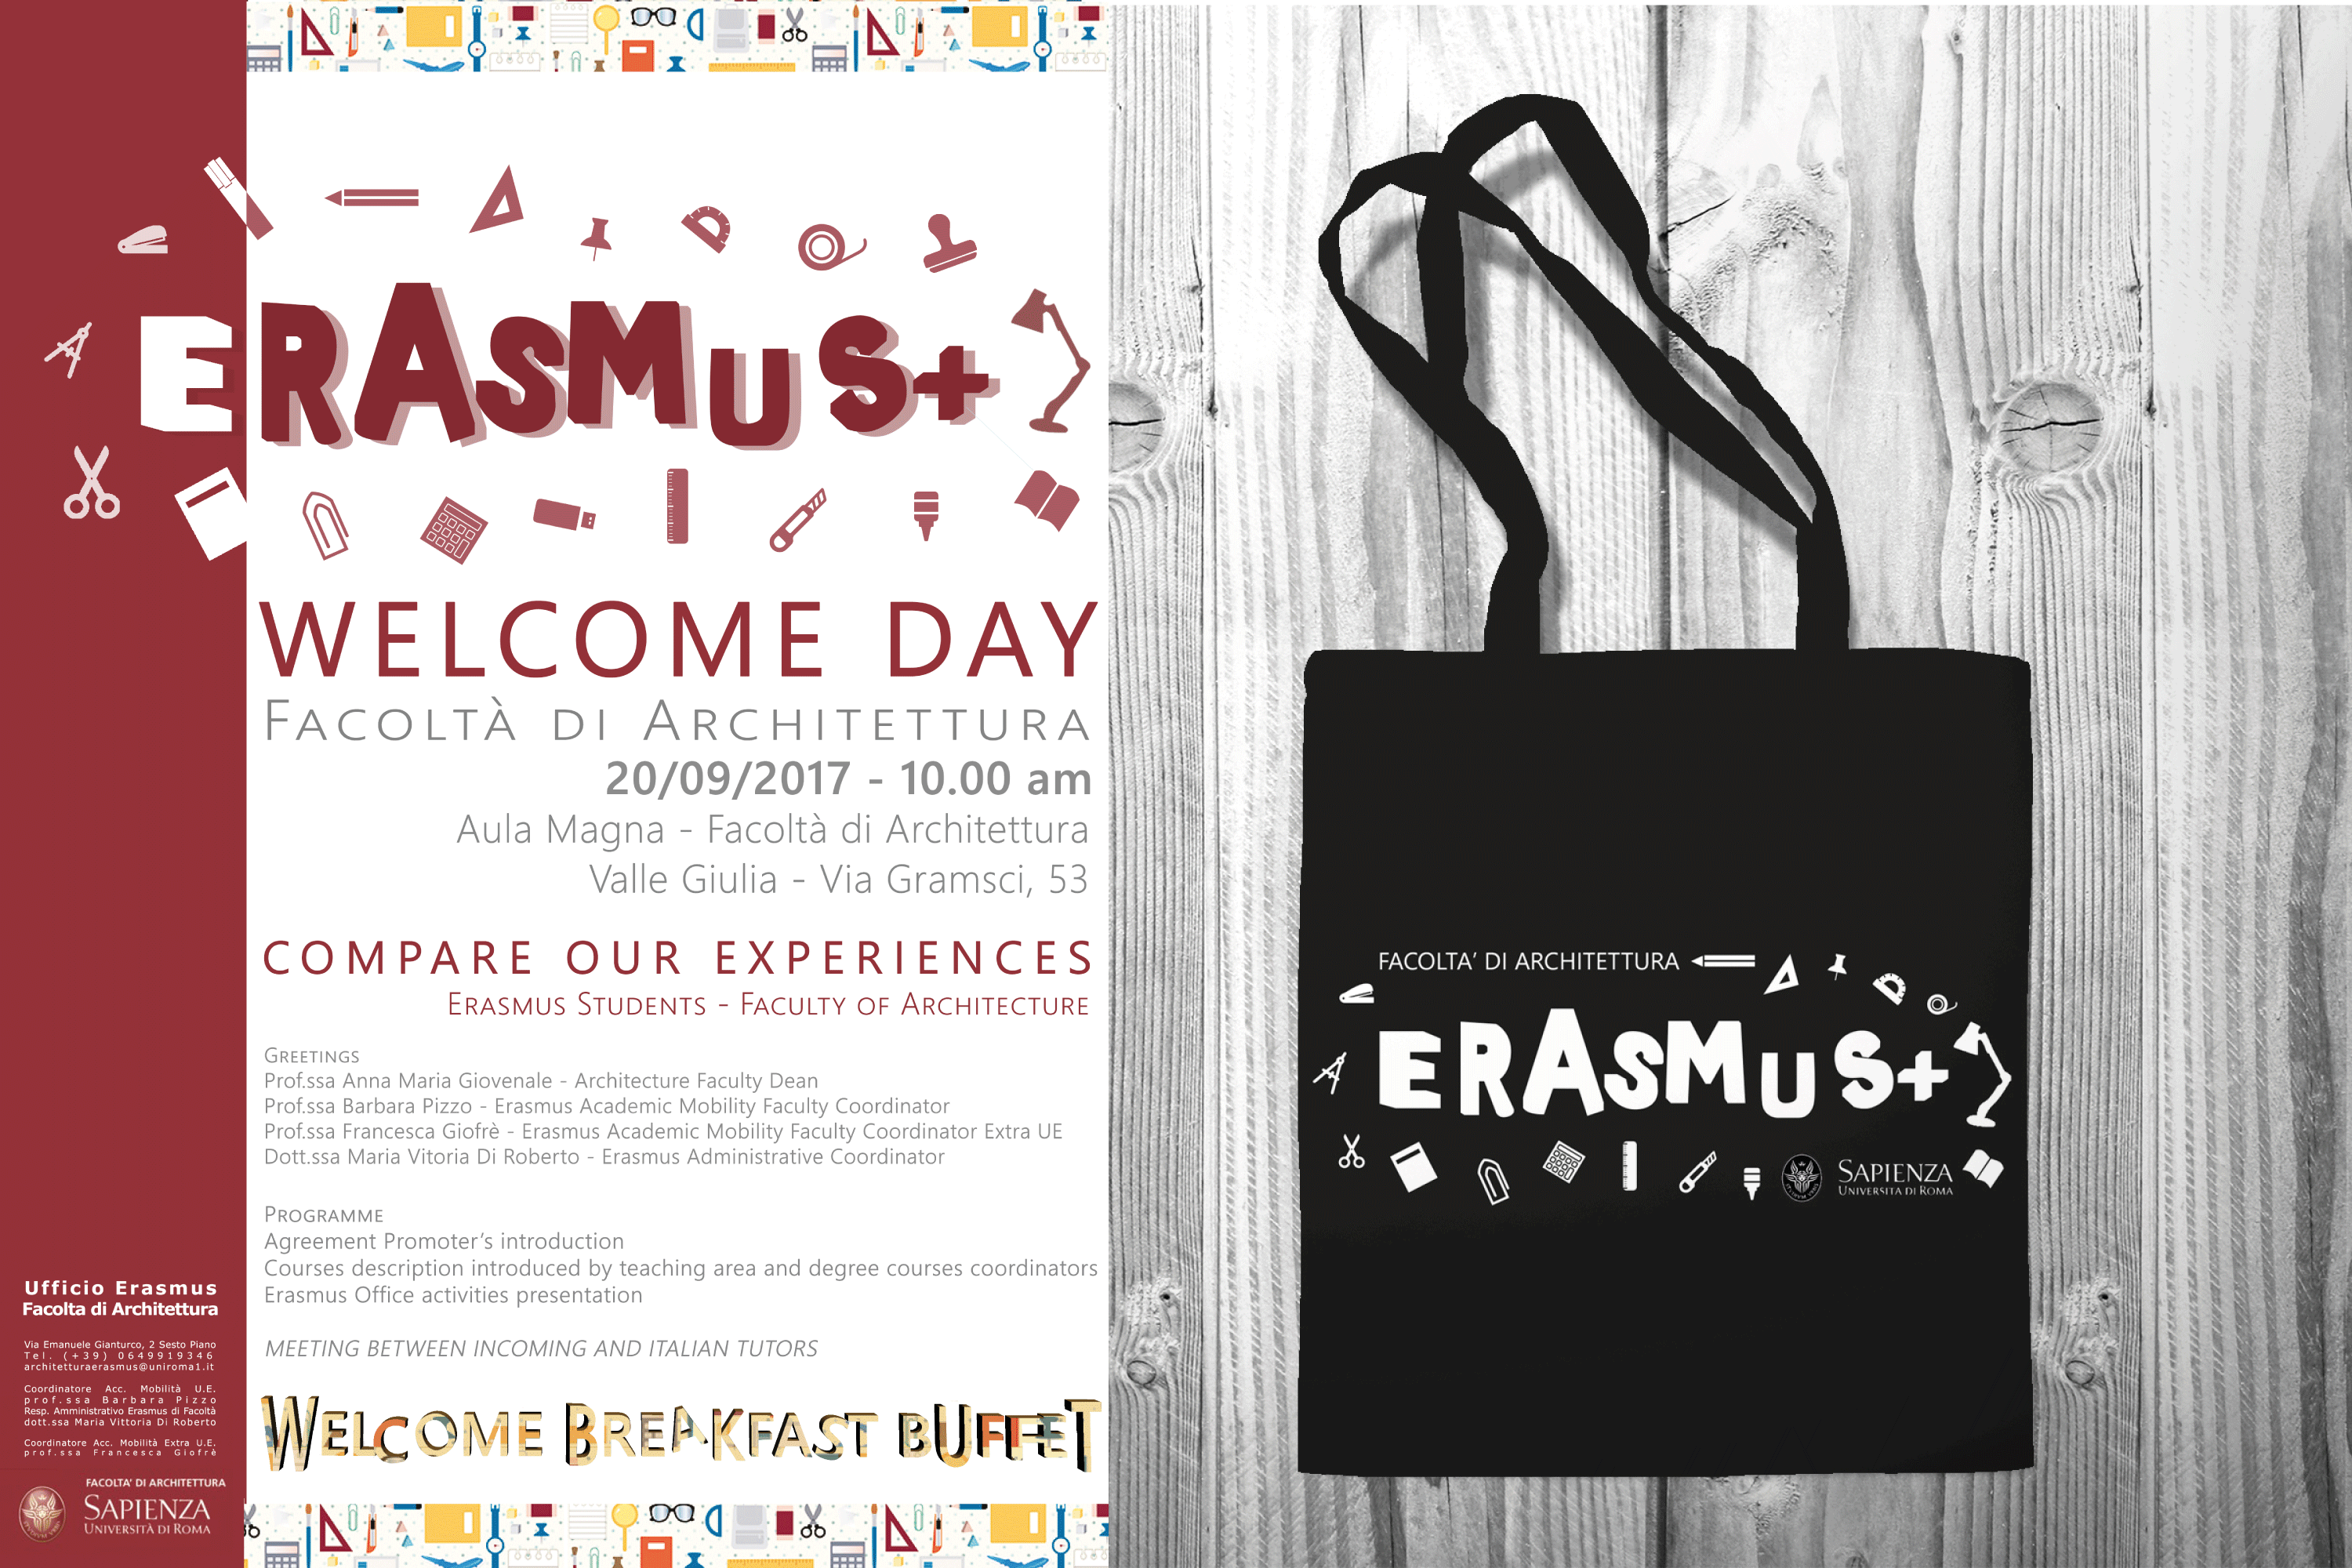 ERASMUS+
WELCOME DAY
FACOLTÀ DI ARCHITETTURA
20/09/2017 - 10.00 am
Aula Magna - Facoltà di Architettura
Valle Giulia - Via Gramsci, 53
COMPARE OUR EXPERIENCES
ERASMUS STUDENTS - FACULTY OF ARCHITECTURE
GREETINGS
Prof.ssa Anna Maria Giovenale - Architecture Faculty Dean
Prof.ssa Barbara Pizzo - Erasmus Academic Mobility Faculty Coordinator
Prof.ssa Francesca Giofrè - Erasmus Academic Mobility Faculty Coordinator Extra UE
Dott.ssa Maria Vitoria Di Roberto - Erasmus Administrative Coordinator
PROGRAMME
Agreement Promoter’s introduction
Courses description introduced by teaching area and degree courses coordinators
Erasmus Office activities presentation
MEETING BETWEEN INCOMING AND ITALIAN TUTORS
WELCOME BREAKFAST BUFFET
Ufficio Erasmus
Facolta di Architettura
Via Emanuele Gianturco, 2 Sesto Piano
Tel. (+39) 0649919346
architetturaerasmus@uniroma1.it
Coordinatore Acc. Mobilità U.E.
prof.ssa Barbara Pizzo
Resp. Amministrativo Erasmus di Facoltà
dott.ssa Maria Vittoria Di Roberto
Coordinatore Acc. Mobilità Extra U.E.
prof.ssa Francesca Giofrè
FACOLTA’ DI ARCHITETTURA
SAPIENZA
UNIVERSITÀ DI ROMA
FACOLTA’ DI ARCHITETTURA
ERASMUS+
SAPIENZA
UNIVERSITA DI ROMA